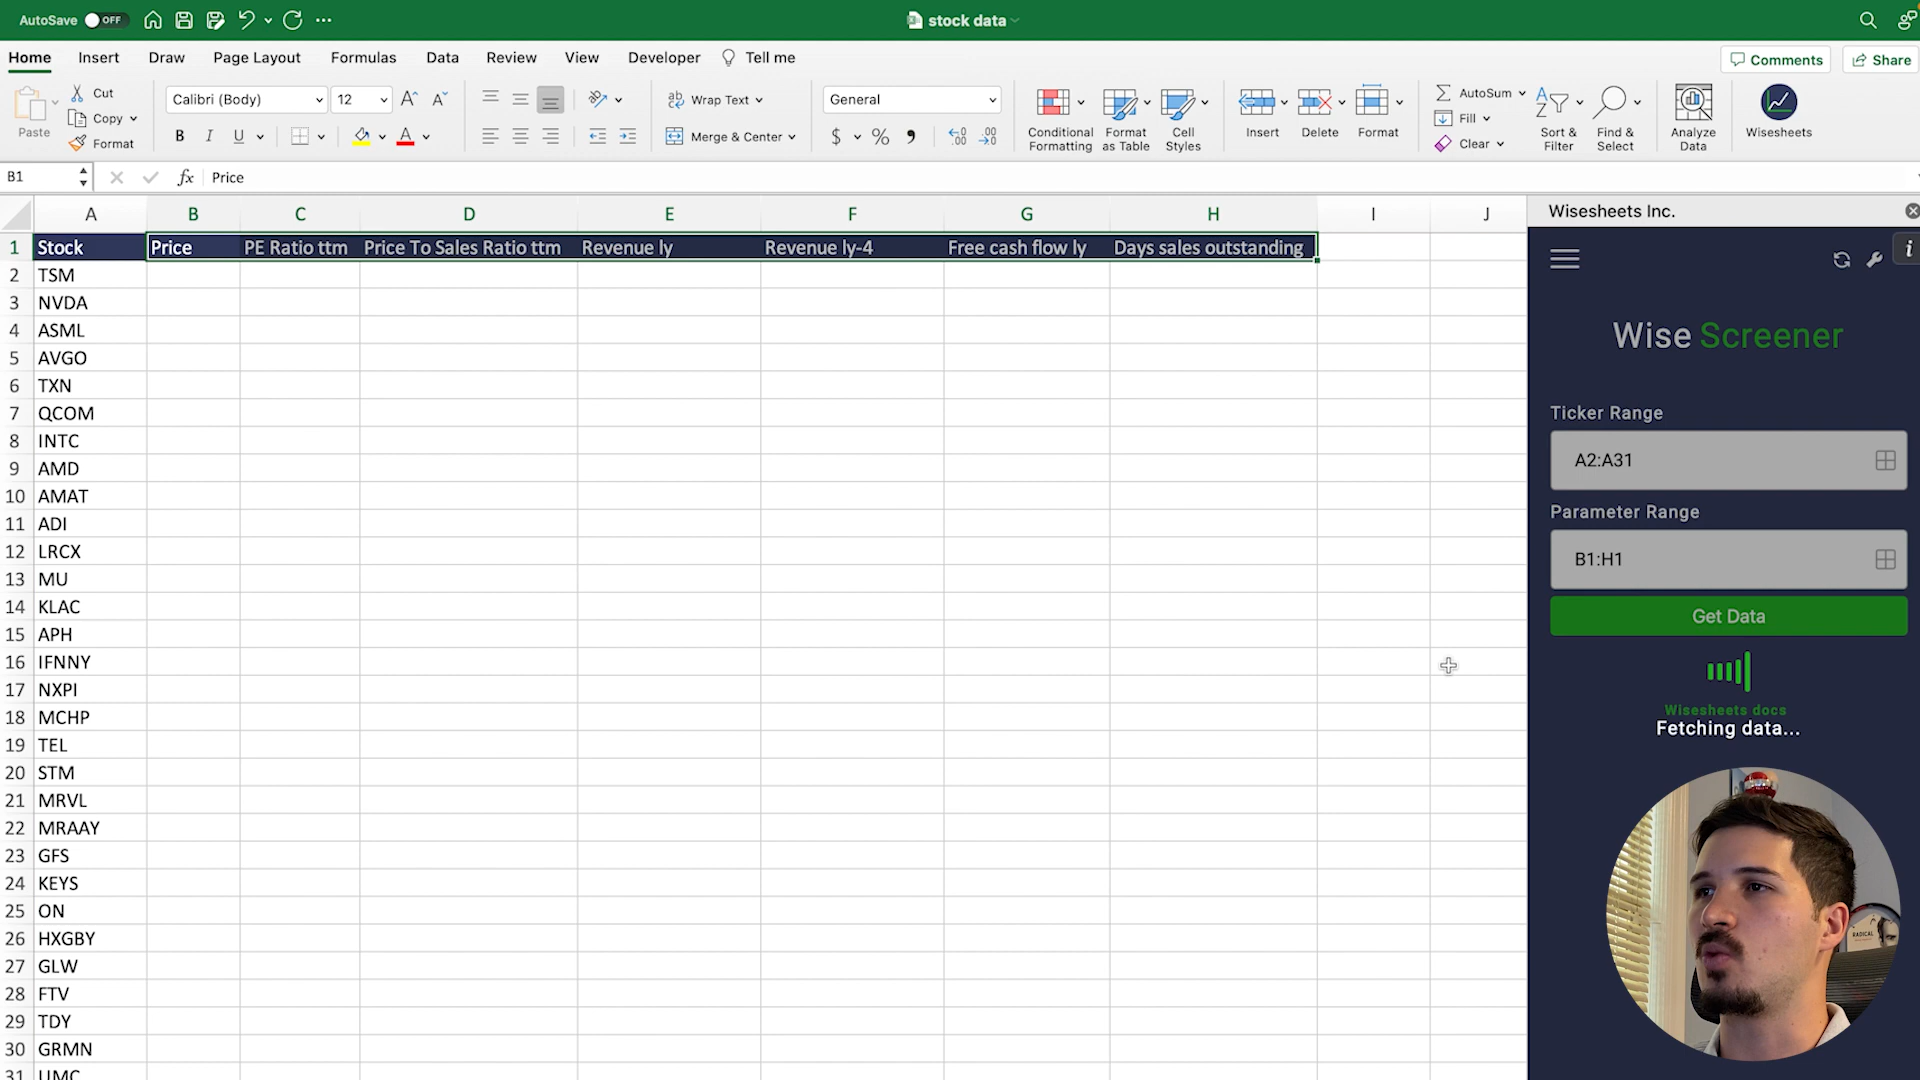 AutoSave OFF
stock data
Home Insert Draw Page Layout Formulas Data Review View Developer Tell me
Comments Share
Paste
Cut
Copy
Format
Calibri (Body) 12
B I U
Wrap Text
Merge & Center
General
$ % ,
Conditional Formatting
Format as Table
Cell Styles
Insert Delete Format
AutoSum
Fill
Clear
Sort & Filter
Find & Select
Analyze Data
Wisesheets
B1 fx Price
A B C D E F G H I J
1 Stock Price PE Ratio ttm Price To Sales Ratio ttm Revenue ly Revenue ly-4 Free cash flow ly Days sales outstanding
2 TSM
3 NVDA
4 ASML
5 AVGO
6 TXN
7 QCOM
8 INTC
9 AMD
10 AMAT
11 ADI
12 LRCX
13 MU
14 KLAC
15 APH
16 IFNNY
17 NXPI
18 MCHP
19 TEL
20 STM
21 MRVL
22 MRAAY
23 GFS
24 KEYS
25 ON
26 HXGBY
27 GLW
28 FTV
29 TDY
30 GRMN
31 UMC
Wisesheets Inc.
i
Wise Screener
Ticker Range
A2:A31
Parameter Range
B1:H1
Get Data
Wisesheets docs
Fetching data...
RADICAL